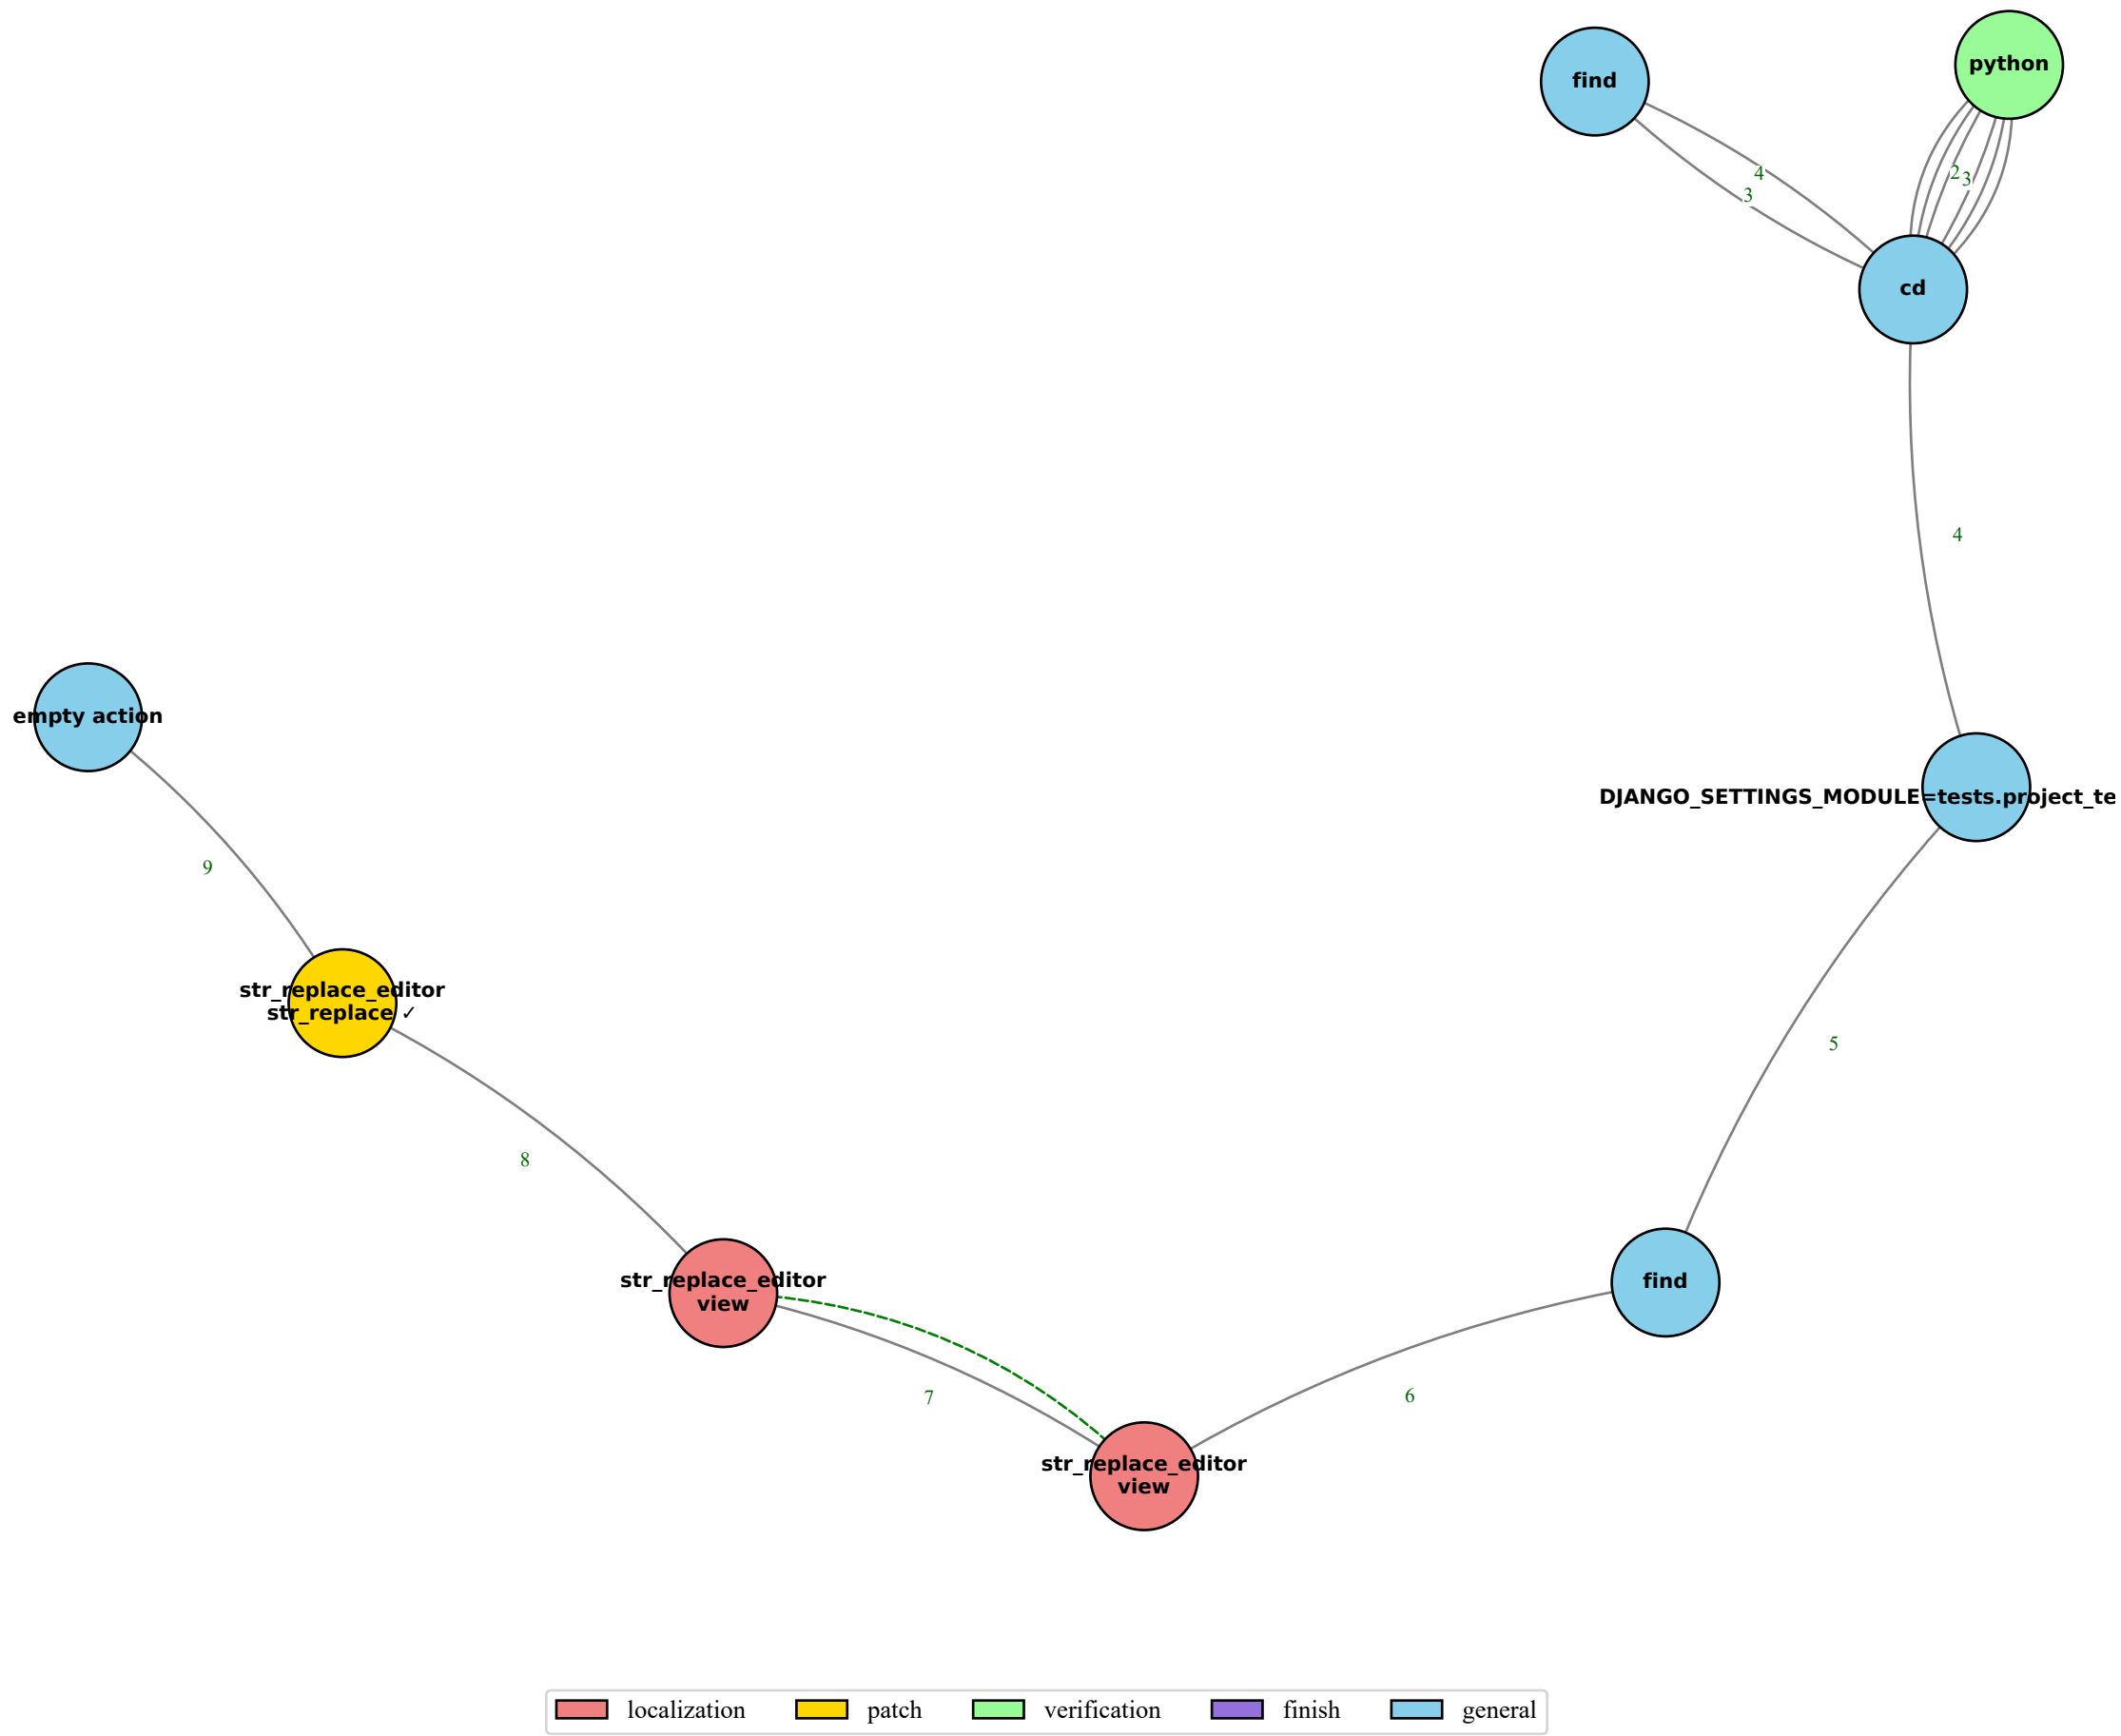 python
find
2
3
4
3
cd
4
empty action
DJANGO_SETTINGS_MODULE=tests.project_te
9
str_replace_editor
str_replace ✓
5
8
str_replace_editor
view
find
7
6
str_replace_editor
view
localization patch verification finish general